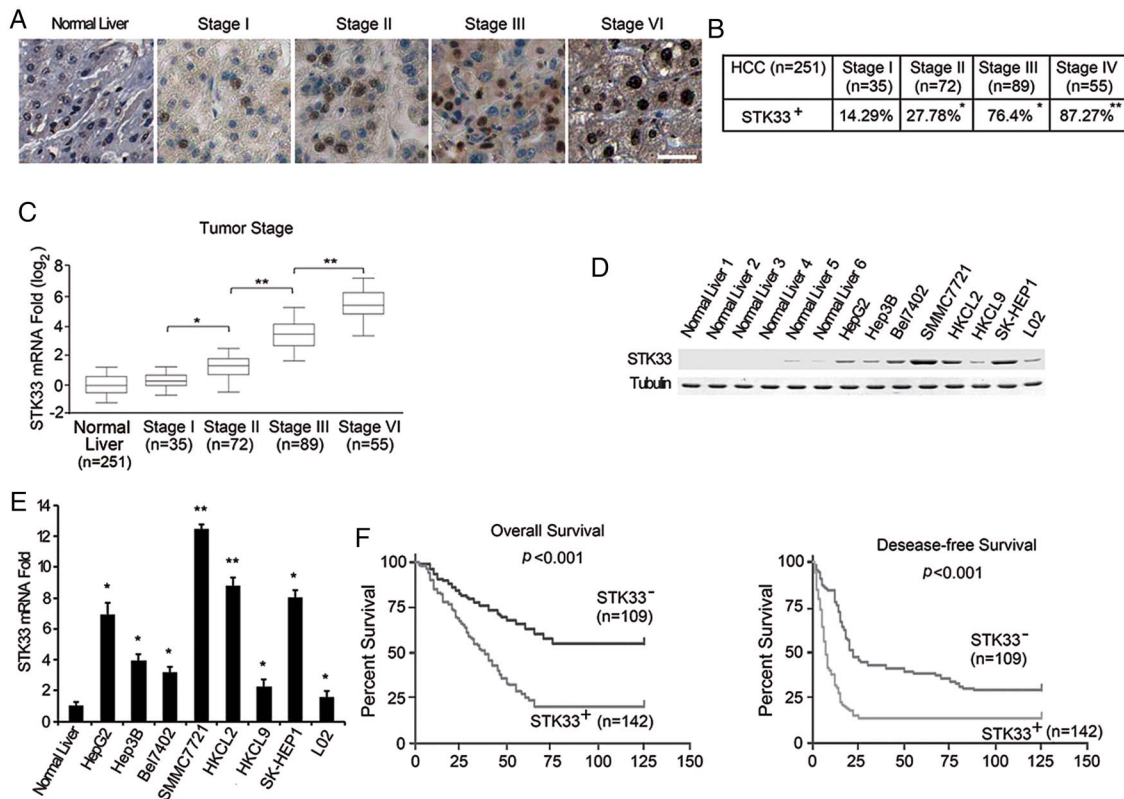 A
Normal Liver
Stage I
Stage II
Stage III
Stage VI
B
HCC (n=251)
Stage I (n=35)
Stage II (n=72)
Stage III (n=89)
Stage IV (n=55)
STK33+
14.29%
27.78%*
76.4%*
87.27%**
C
Tumor Stage
STK33 mRNA Fold (log2)
8
6
4
2
0
-2
*
**
**
Normal Liver (n=251)
Stage I (n=35)
Stage II (n=72)
Stage III (n=89)
Stage VI (n=55)
D
Normal Liver 1
Normal Liver 2
Normal Liver 3
Normal Liver 4
Normal Liver 5
Normal Liver 6
HepG2
Hep3B
Bel7402
SMMC7721
HKCL2
HKCL9
SK-HEP1
L02
STK33
Tubulin
E
STK33 mRNA Fold
14
12
10
8
6
4
2
0
*
*
*
**
**
*
*
*
Normal Liver
HepG2
Hep3B
Bel7402
SMMC7721
HKCL2
HKCL9
SK-HEP1
L02
F
Overall Survival
p<0.001
Percent Survival
100
75
50
25
0
STK33-
(n=109)
STK33+ (n=142)
0 25 50 75 100 125 150
Desease-free Survival
p<0.001
Percent Survival
100
75
50
25
0
STK33-
(n=109)
STK33+ (n=142)
0 25 50 75 100 125 150